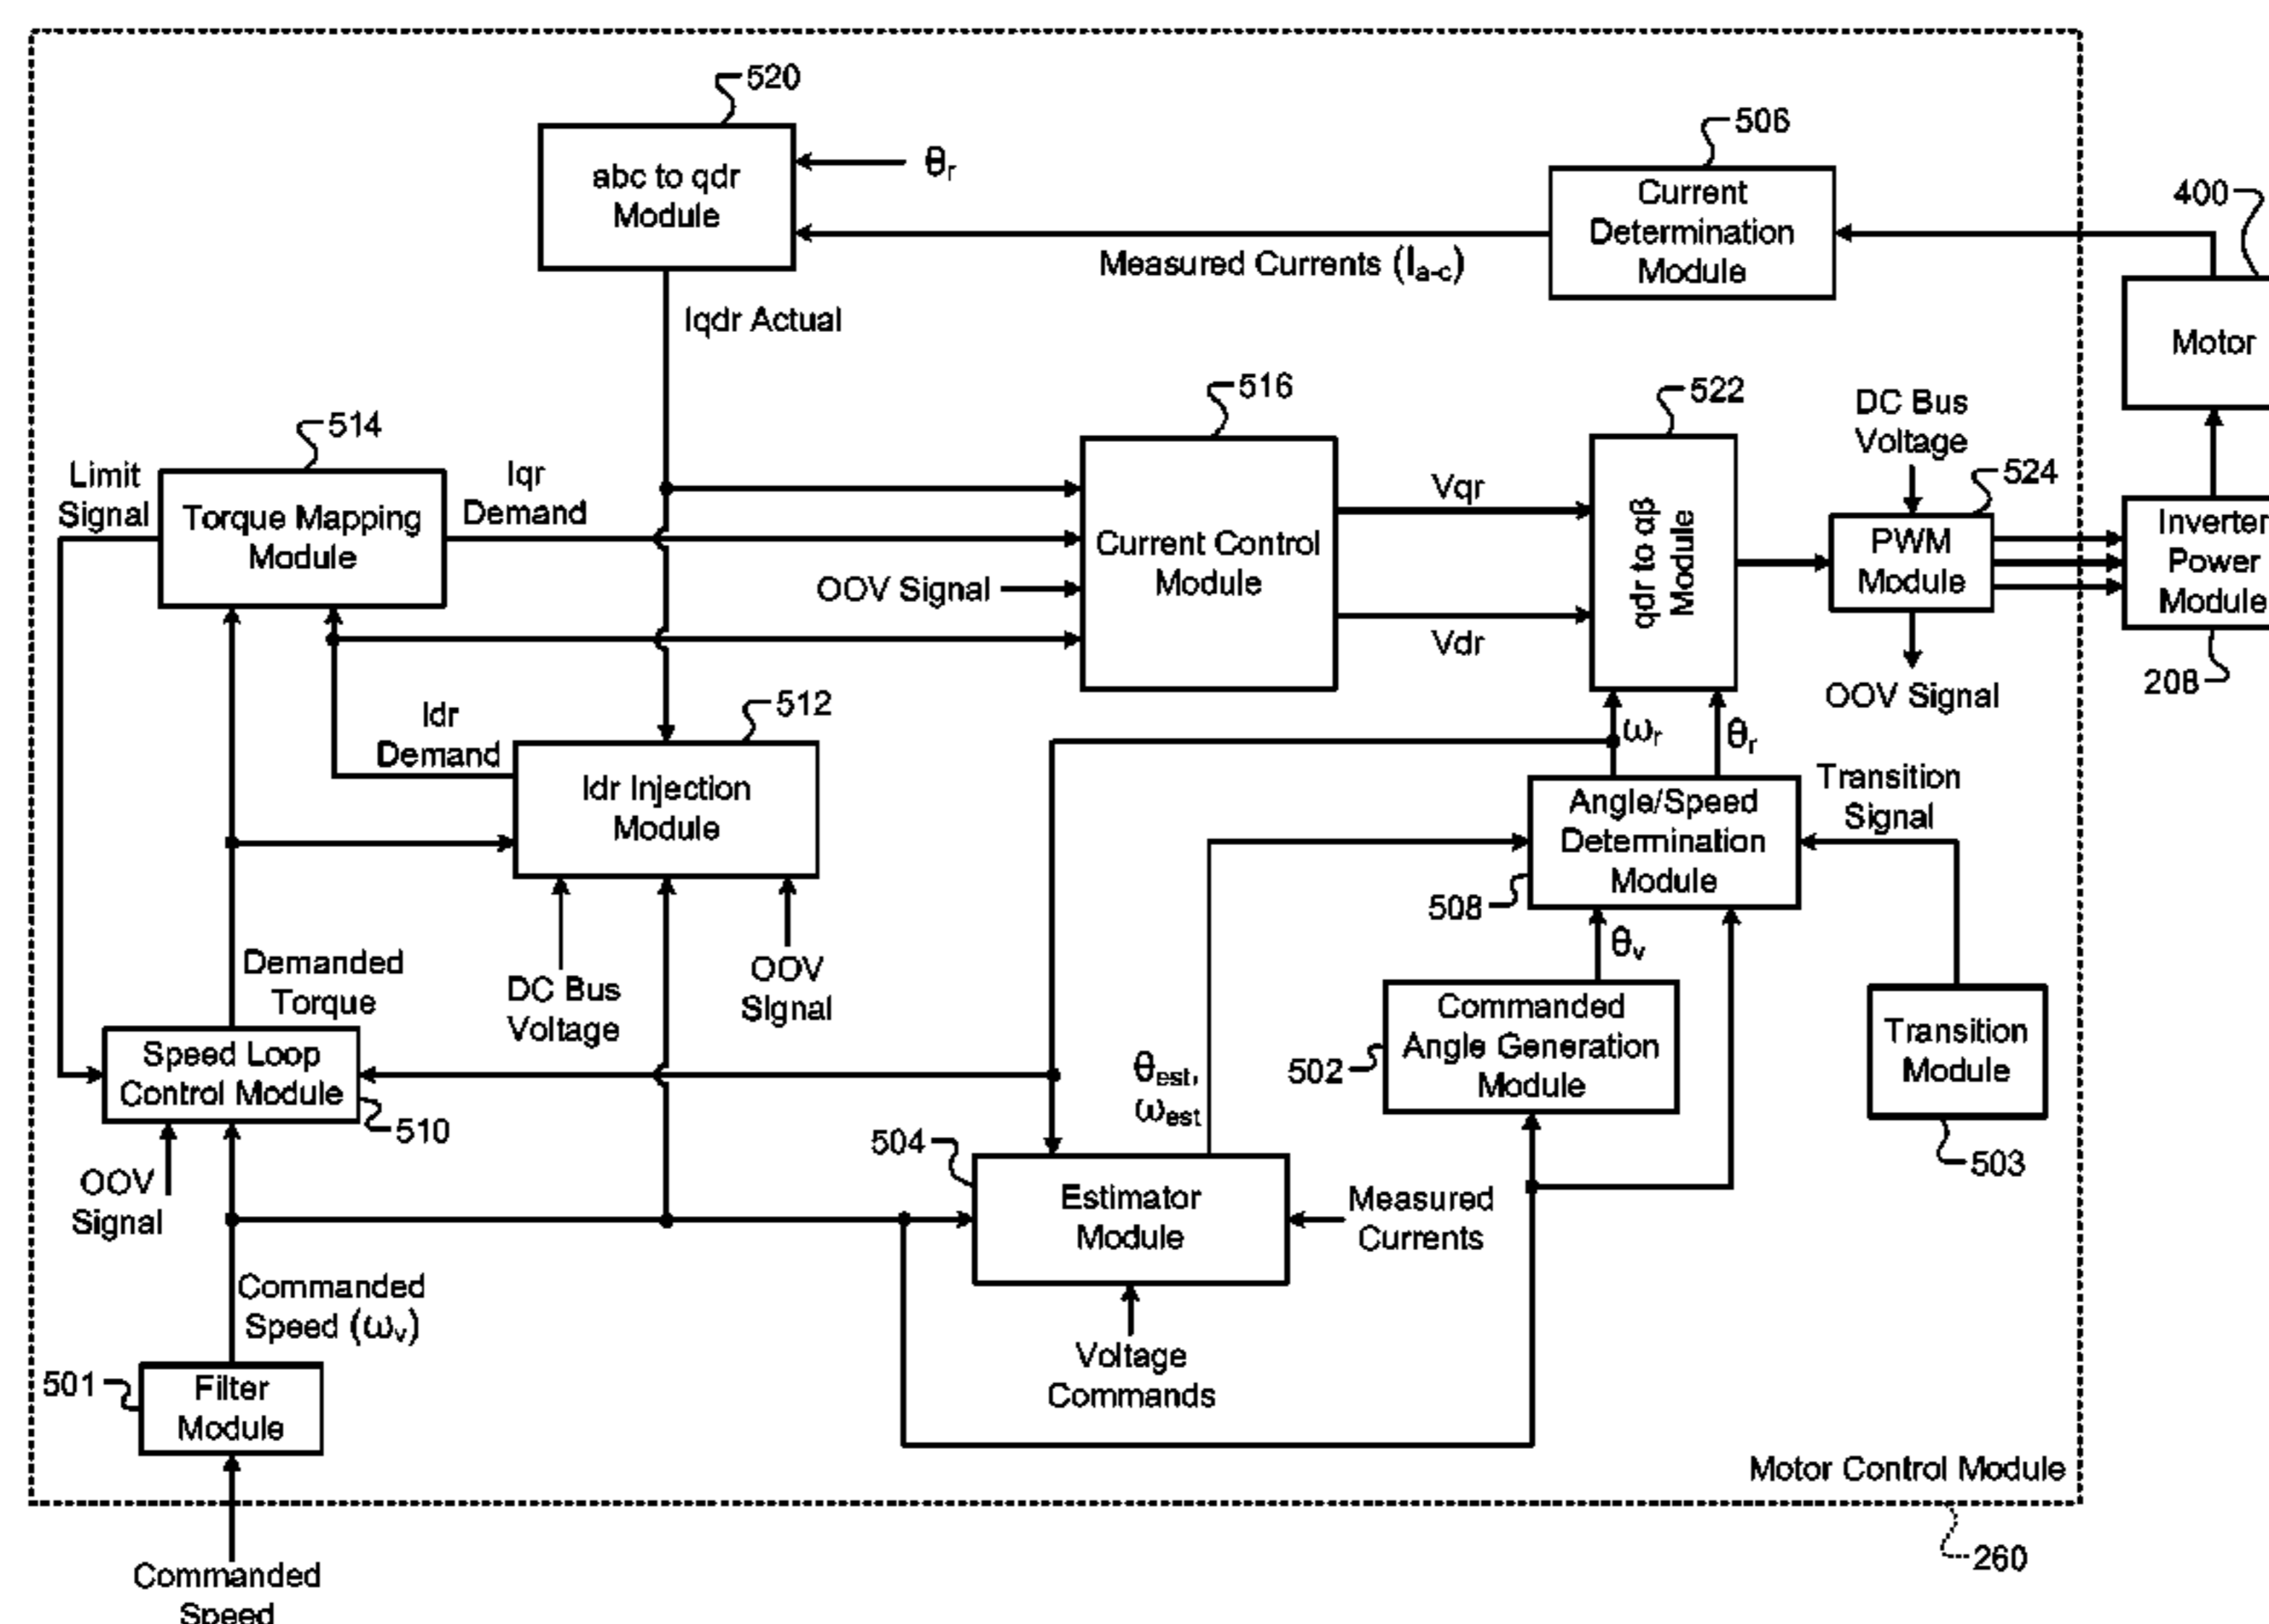 520
abc to qdr
Module
θr
506
Current
Determination
Module
Measured Currents (Ia-c)
400
Motor
Iqdr Actual
514
Limit
Signal
Torque Mapping
Module
Iqr
Demand
516
Current Control
Module
OOV Signal
Vqr
Vdr
522
qdr to αβ
Module
DC Bus
Voltage
524
PWM
Module
OOV Signal
Inverter
Power
Module
208
Idr
Demand
512
Idr Injection
Module
ωr
θr
Transition
Signal
Angle/Speed
Determination
Module
508
θv
Demanded
Torque
DC Bus
Voltage
OOV
Signal
Speed Loop
Control Module
510
OOV
Signal
θest,
ωest
502
Commanded
Angle Generation
Module
Transition
Module
503
504
Estimator
Module
Measured
Currents
Voltage
Commands
Commanded
Speed (ωv)
501
Filter
Module
Motor Control Module
260
Commanded
Speed